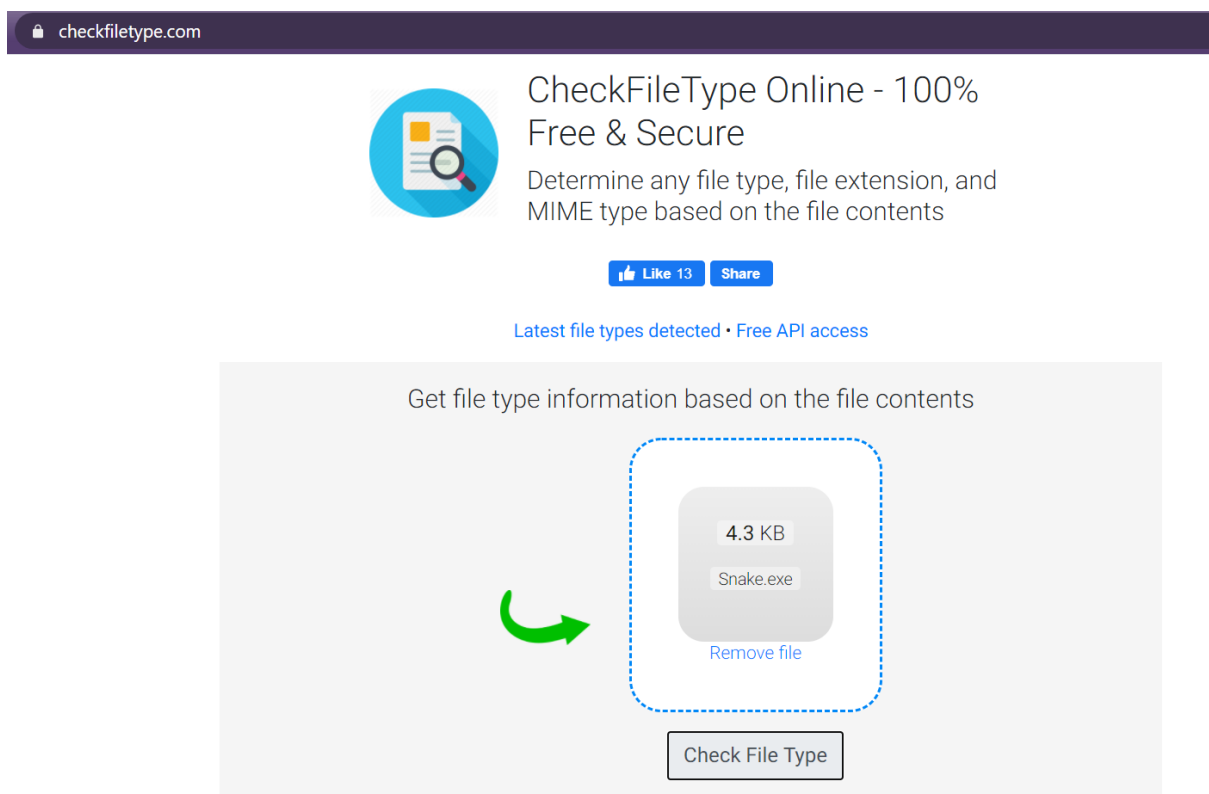 checkfiletype.com
CheckFileType Online - 100%
Free & Secure
Determine any file type, file extension, and
MIME type based on the file contents
Like 13 Share
Latest file types detected • Free API access
Get file type information based on the file contents
4.3 KB
Snake.exe
Remove file
Check File Type